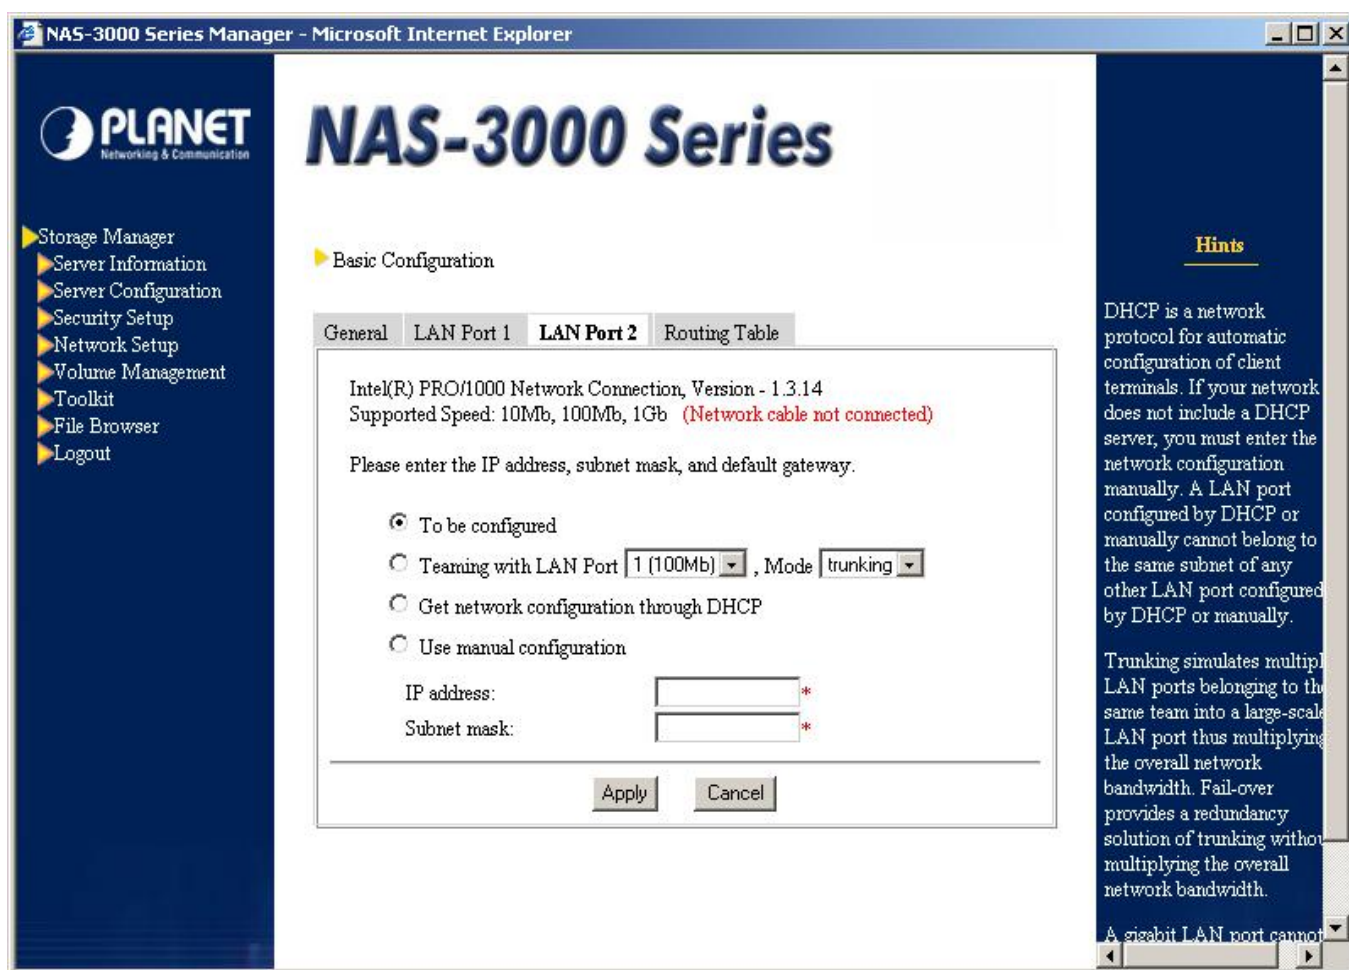 NAS-3000 Series Manager - Microsoft Internet Explorer
PLANET
Networking & Communication
NAS-3000 Series
Storage Manager
Server Information
Server Configuration
Security Setup
Network Setup
Volume Management
Toolkit
File Browser
Logout
Basic Configuration
General LAN Port 1 LAN Port 2 Routing Table
Intel(R) PRO/1000 Network Connection, Version - 1.3.14
Supported Speed: 10Mb, 100Mb, 1Gb (Network cable not connected)
Please enter the IP address, subnet mask, and default gateway.
To be configured
Teaming with LAN Port 1 (100Mb) , Mode trunking
Get network configuration through DHCP
Use manual configuration
IP address: *
Subnet mask: *
Apply Cancel
Hints
DHCP is a network
protocol for automatic
configuration of client
terminals. If your network
does not include a DHCP
server, you must enter the
network configuration
manually. A LAN port
configured by DHCP or
manually cannot belong to
the same subnet of any
other LAN port configured
by DHCP or manually.
Trunking simulates multipl
LAN ports belonging to th
same team into a large-scale
LAN port thus multiplying
the overall network
bandwidth. Fail-over
provides a redundancy
solution of trunking withou
multiplying the overall
network bandwidth.
A gigabit LAN port cannot